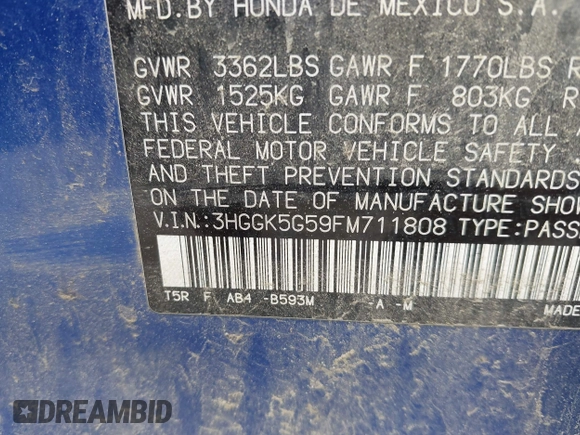 MFD.BY HONDA DE MEXICO S.A.
GVWR 3362LBS GAWR F 1770LBS R
GVWR 1525KG GAWR F 803KG R
THIS VEHICLE CONFORMS TO ALL
FEDERAL MOTOR VEHICLE SAFETY
AND THEFT PREVENTION STANDARDS
ON THE DATE OF MANUFACTURE SHOW
V.I.N.:3HGGK5G59FM711808 TYPE:PASS
T5R F AB4 -B593M -A -M
MADE
DREAMBID